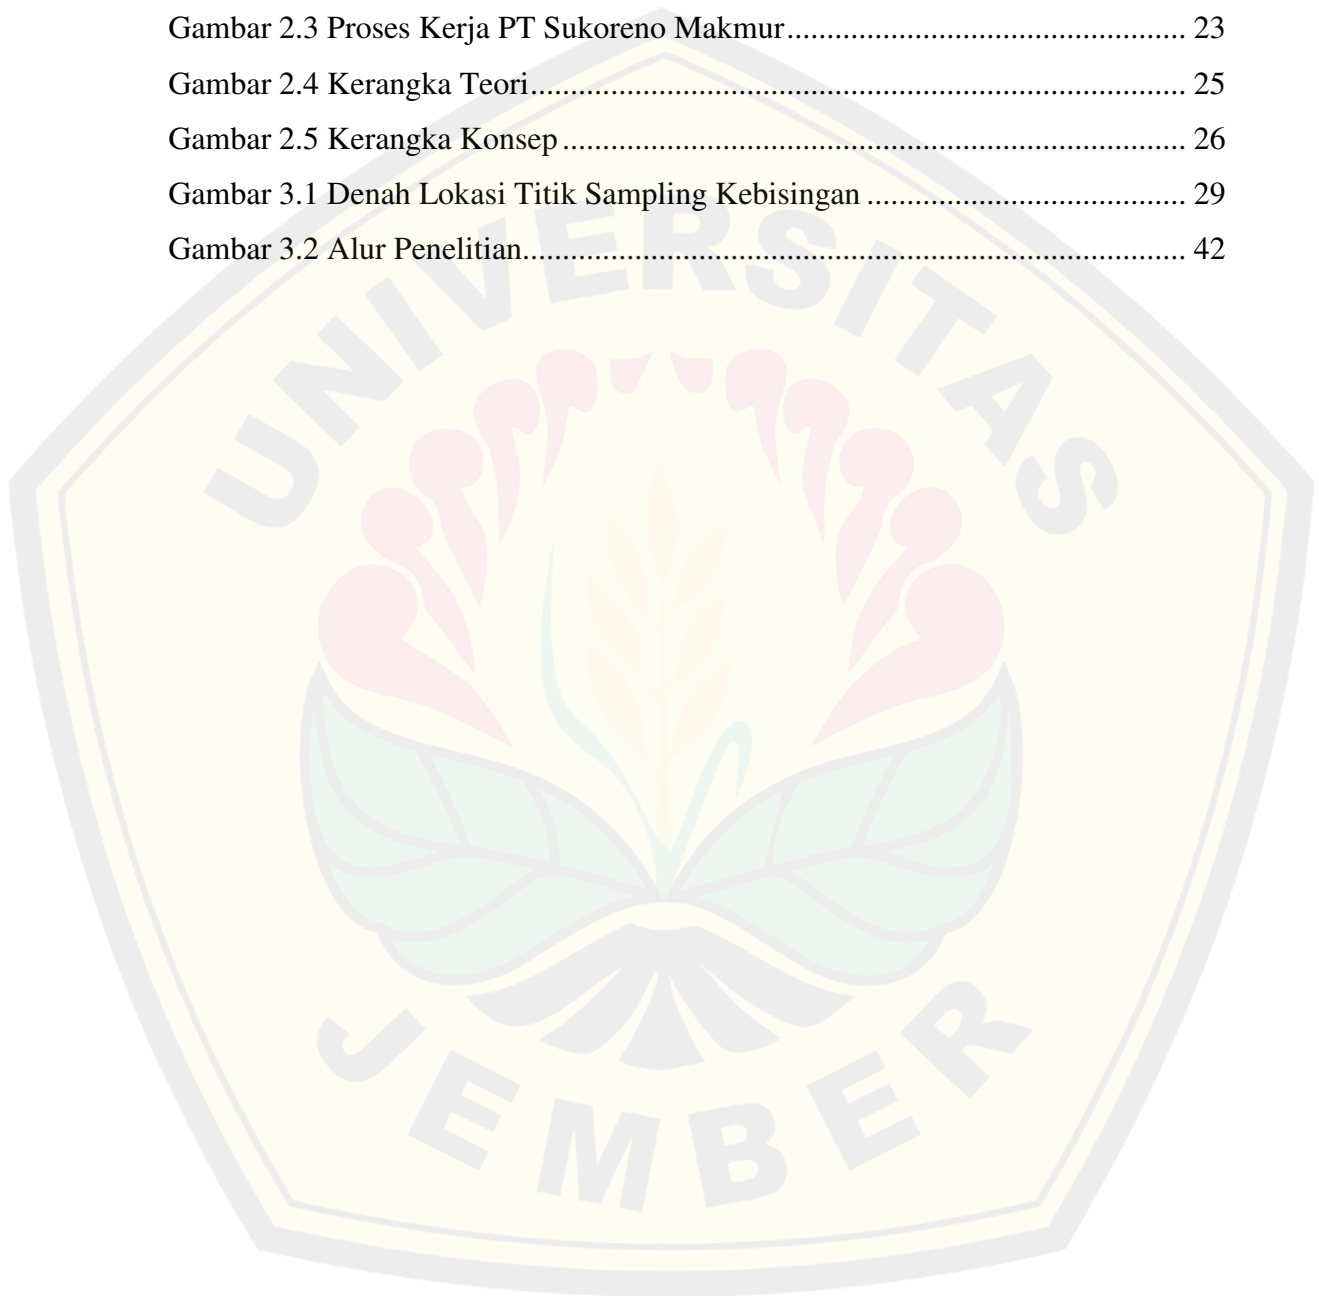 Gambar 2.3 Proses Kerja PT Sukoreno Makmur.................................................. 23
Gambar 2.4 Kerangka Teori.................................................................................. 25
Gambar 2.5 Kerangka Konsep .............................................................................. 26
Gambar 3.1 Denah Lokasi Titik Sampling Kebisingan ........................................ 29
Gambar 3.2 Alur Penelitian................................................................................... 42
UNIVERSITAS
JEMBER